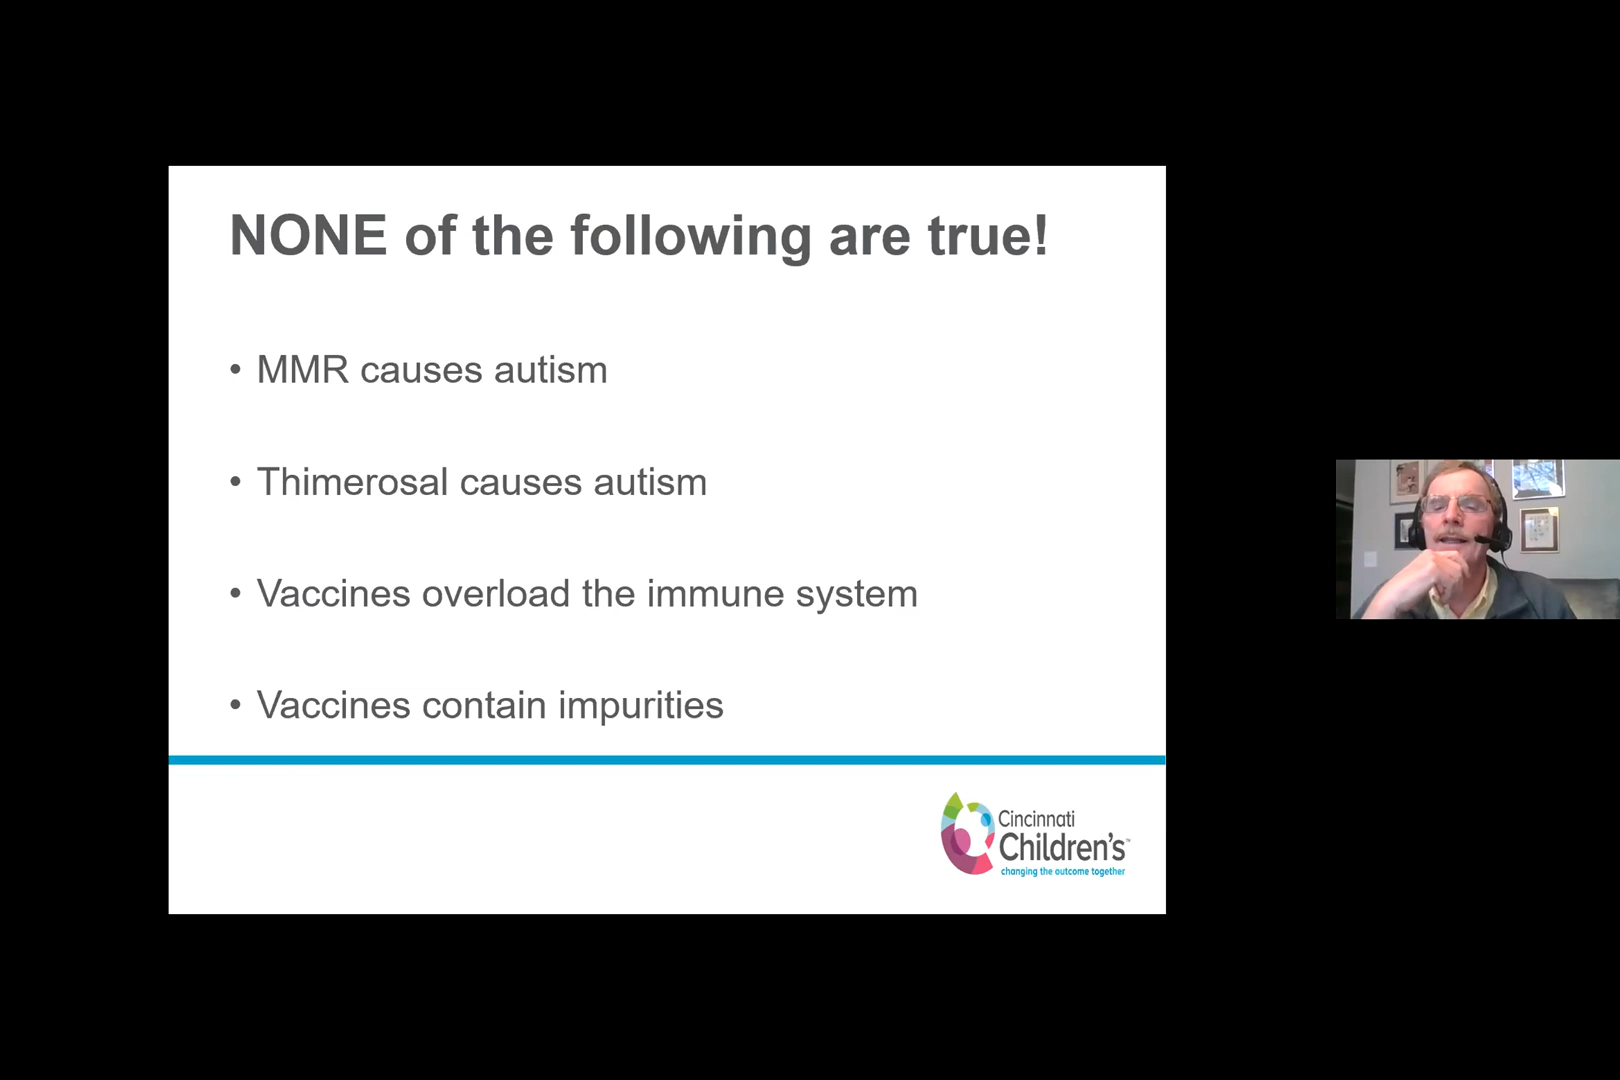 NONE of the following are true!
• MMR causes autism
• Thimerosal causes autism
• Vaccines overload the immune system
• Vaccines contain impurities
Cincinnati
Children's™
changing the outcome together